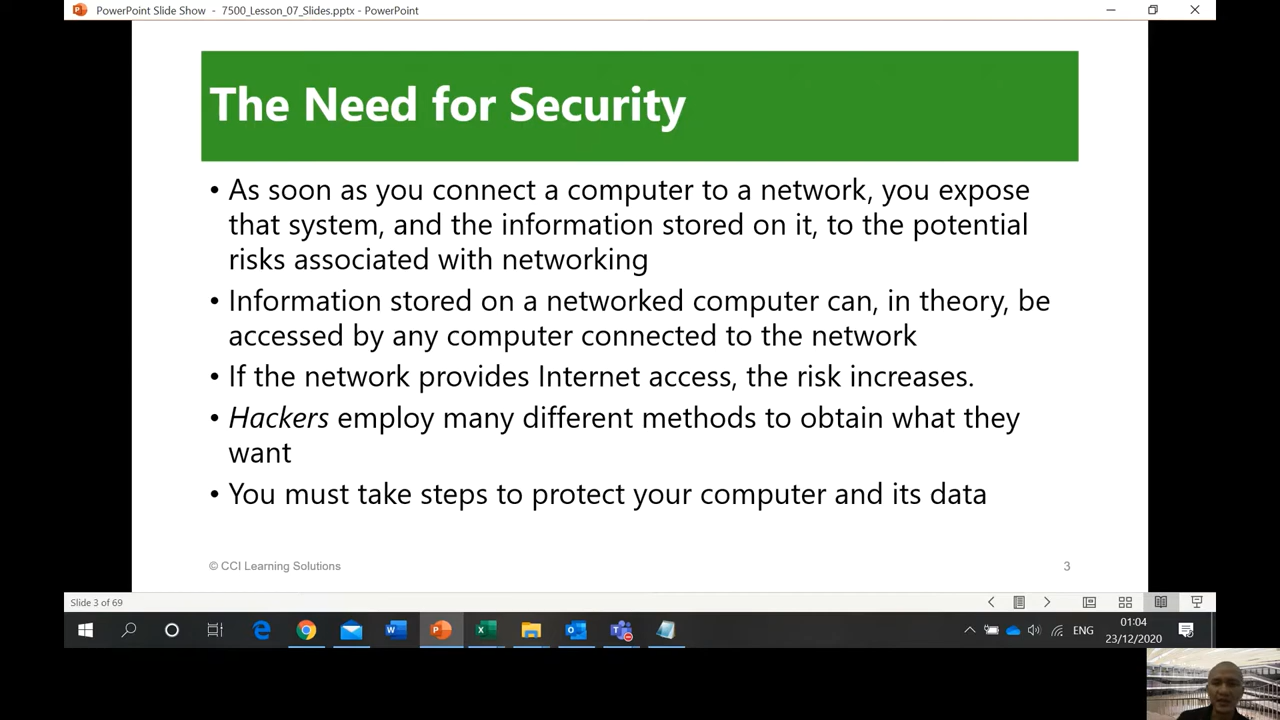 PowerPoint Slide Show - 7500_Lesson_07_Slides.pptx - PowerPoint
The Need for Security
• As soon as you connect a computer to a network, you expose
that system, and the information stored on it, to the potential
risks associated with networking
• Information stored on a networked computer can, in theory, be
accessed by any computer connected to the network
• If the network provides Internet access, the risk increases.
• Hackers employ many different methods to obtain what they
want
• You must take steps to protect your computer and its data
© CCI Learning Solutions
3
Slide 3 of 69
ENG
01:04
23/12/2020